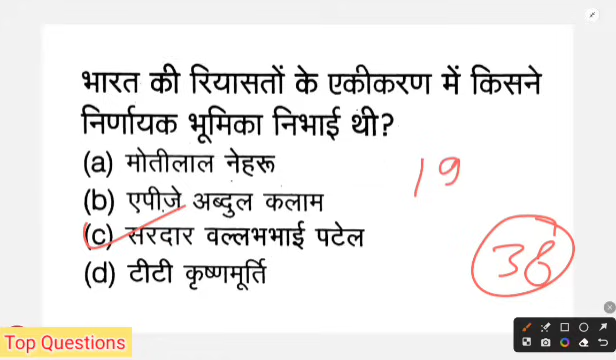 भारत की रियासतों के एकीकरण में किसने
निर्णायक भूमिका निभाई थी?
(a) मोतीलाल नेहरू
19
(b) एपीजे अब्दुल कलाम
(c) सरदार वल्लभभाई पटेल
38
(d) टीटी कृष्णमूर्ति
Top Questions